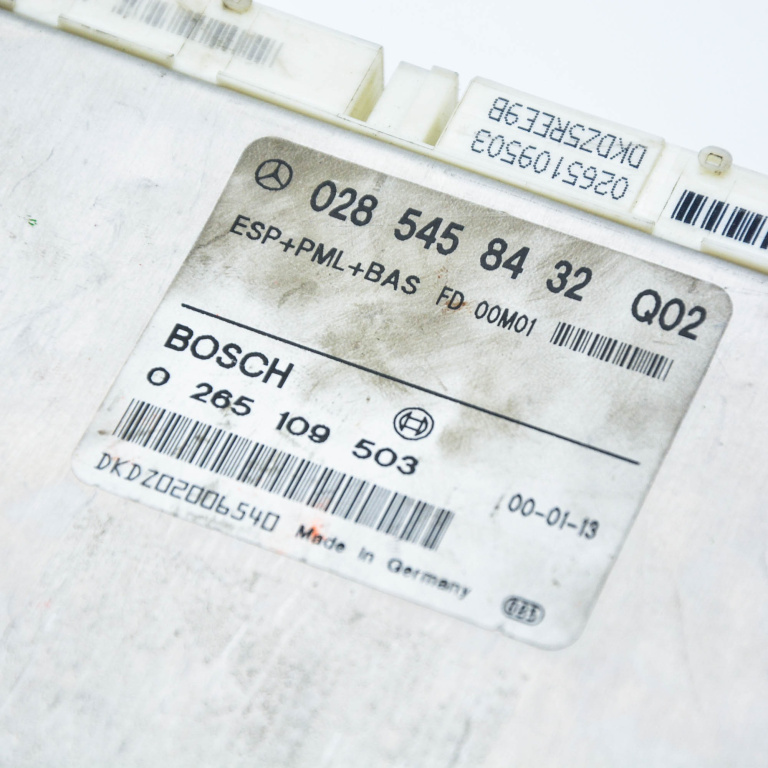 DKDZ5REE9B
0265109503
028 545 84 32 Q02
ESP+PML+BAS FD 00M01
BOSCH
0 265 109 503
DKDZ02006540
00-01-13
Made in Germany